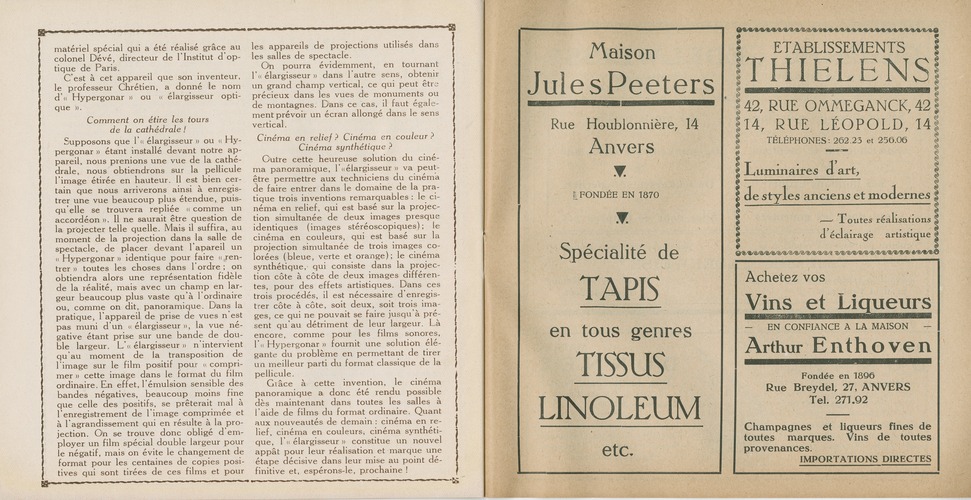 matériel spécial qui a été réalisé grâce au
colonel Dévé, directeur de l'Institut d'op-
tique de Paris.
C'est à cet appareil que son inventeur,
le professeur Chrétien, a donné le nom
d'« Hypergonar » ou « élargisseur opti-
que ».
Comment on étire les tours
de la cathédrale !
Supposons que l'« élargisseur » ou « Hy-
pergonar » étant installé devant notre ap-
pareil, nous prenions une vue de la cathé-
drale, nous obtiendrons sur la pellicule
l'image étirée en hauteur. Il est bien cer-
tain que nous arriverons ainsi à enregis-
trer une vue beaucoup plus étendue, puis-
qu'elle se trouvera repliée « comme un
accordéon ». Il ne saurait être question de
la projecter telle quelle. Mais il suffira, au
moment de la projection dans la salle de
spectacle, de placer devant l'apareil un
« Hypergonar » identique pour faire « ren-
trer » toutes les choses dans l'ordre ; on
obtiendra alors une représentation fidèle
de la réalité, mais avec un champ en lar-
geur beaucoup plus vaste qu'à l'ordinaire
ou, comme on dit, panoramique. Dans la
pratique, l'appareil de prise de vues n'est
pas muni d'un « élargisseur », la vue né-
gative étant prise sur une bande de dou-
ble largeur. L'« élargisseur » n'intervient
qu'au moment de la transposition de
l'image sur le film positif pour « compri-
mer » cette image dans le format du film
ordinaire. En effet, l'émulsion sensible des
bandes négatives, beaucoup moins fine
que celle des positifs, se prêterait mal à
l'enregistrement de l'image comprimée et
à l'agrandissement qui en résulte à la pro-
jection. On se trouve donc obligé d'em-
ployer un film spécial double largeur pour
le négatif, mais on évite le changement de
format pour les centaines de copies posi-
tives qui sont tirées de ces films et pour
les appareils de projections utilisés dans
les salles de spectacle.
On pourra évidemment, en tournant
l'« élargisseur » dans l'autre sens, obtenir
un grand champ vertical, ce qui peut être
précieux dans les vues de monuments ou
de montagnes. Dans ce cas, il faut égale-
ment prévoir un écran allongé dans le sens
vertical.
Cinéma en relief ? Cinéma en couleur ?
Cinéma synthétique ?
Outre cette heureuse solution du ciné-
ma panoramique, l'« élargisseur » va peut-
être permettre aux techniciens du cinéma
de faire entrer dans le domaine de la pra-
tique trois inventions remarquables : le ci-
néma en relief, qui est basé sur la projec-
tion simultanée de deux images presque
identiques (images stéréoscopiques) ; le
cinéma en couleurs, qui est basé sur la
projection simultanée de trois images co-
lorées (bleue, verte et orange) ; le cinéma
synthétique, qui consiste dans la projec-
tion côte à côte de deux images différen-
tes, pour des effets artistiques. Dans ces
trois procédés, il est nécessaire d'enregis-
trer côte à côte, soit deux, soit trois ima-
ges, ce qui ne pouvait se faire jusqu'à pré-
sent qu'au détriment de leur largeur. Là
encore, comme pour les films sonores,
l'« Hypergonar » fournit une solution élé-
gante du problème en permettant de tirer
un meilleur parti du format classique de la
pellicule.
Grâce à cette invention, le cinéma
panoramique a donc été rendu possible
dès maintenant dans toutes les salles à
l'aide de films du format ordinaire. Quant
aux nouveautés de demain : cinéma en re-
lief, cinéma en couleurs, cinéma synthéti-
que, l'« élargisseur » constitue un nouvel
appât pour leur réalisation et marque une
étape décisive dans leur mise au point dé-
finitive et, espérons-le, prochaine !
Maison
Jules Peeters
Rue Houblonnière, 14
Anvers
FONDÉE EN 1870
Spécialité de
TAPIS
en tous genres
TISSUS
LINOLEUM
etc.
ETABLISSEMENTS
THIELENS
42, RUE OMMEGANCK, 42
14, RUE LÉOPOLD, 14
TÉLÉPHONES : 262.23 et 256.06
Luminaires d'art,
de styles anciens et modernes
— Toutes réalisations
d'éclairage artistique
Achetez vos
Vins et Liqueurs
— EN CONFIANCE A LA MAISON —
Arthur Enthoven
Fondée en 1896
Rue Breydel, 27, ANVERS
Tel. 271.92
Champagnes et liqueurs fines de
toutes marques. Vins de toutes
provenances.
IMPORTATIONS DIRECTES